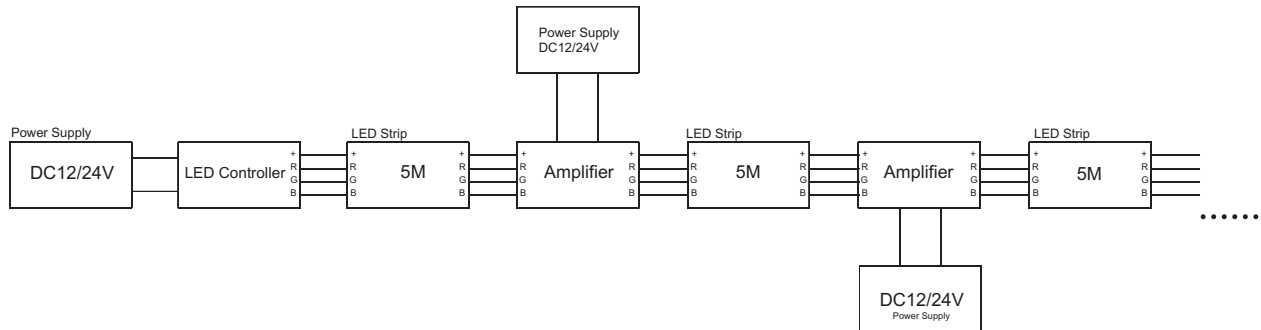 Power Supply
DC12/24V
Power Supply
LED Strip
LED Strip
LED Strip
DC12/24V
LED Controller
+
R
G
B
+
R
G
B
5M
+
R
G
B
+
R
G
B
Amplifier
+
R
G
B
+
R
G
B
5M
+
R
G
B
+
R
G
B
Amplifier
+
R
G
B
+
R
G
B
5M
+
R
G
B
......
DC12/24V
Power Supply